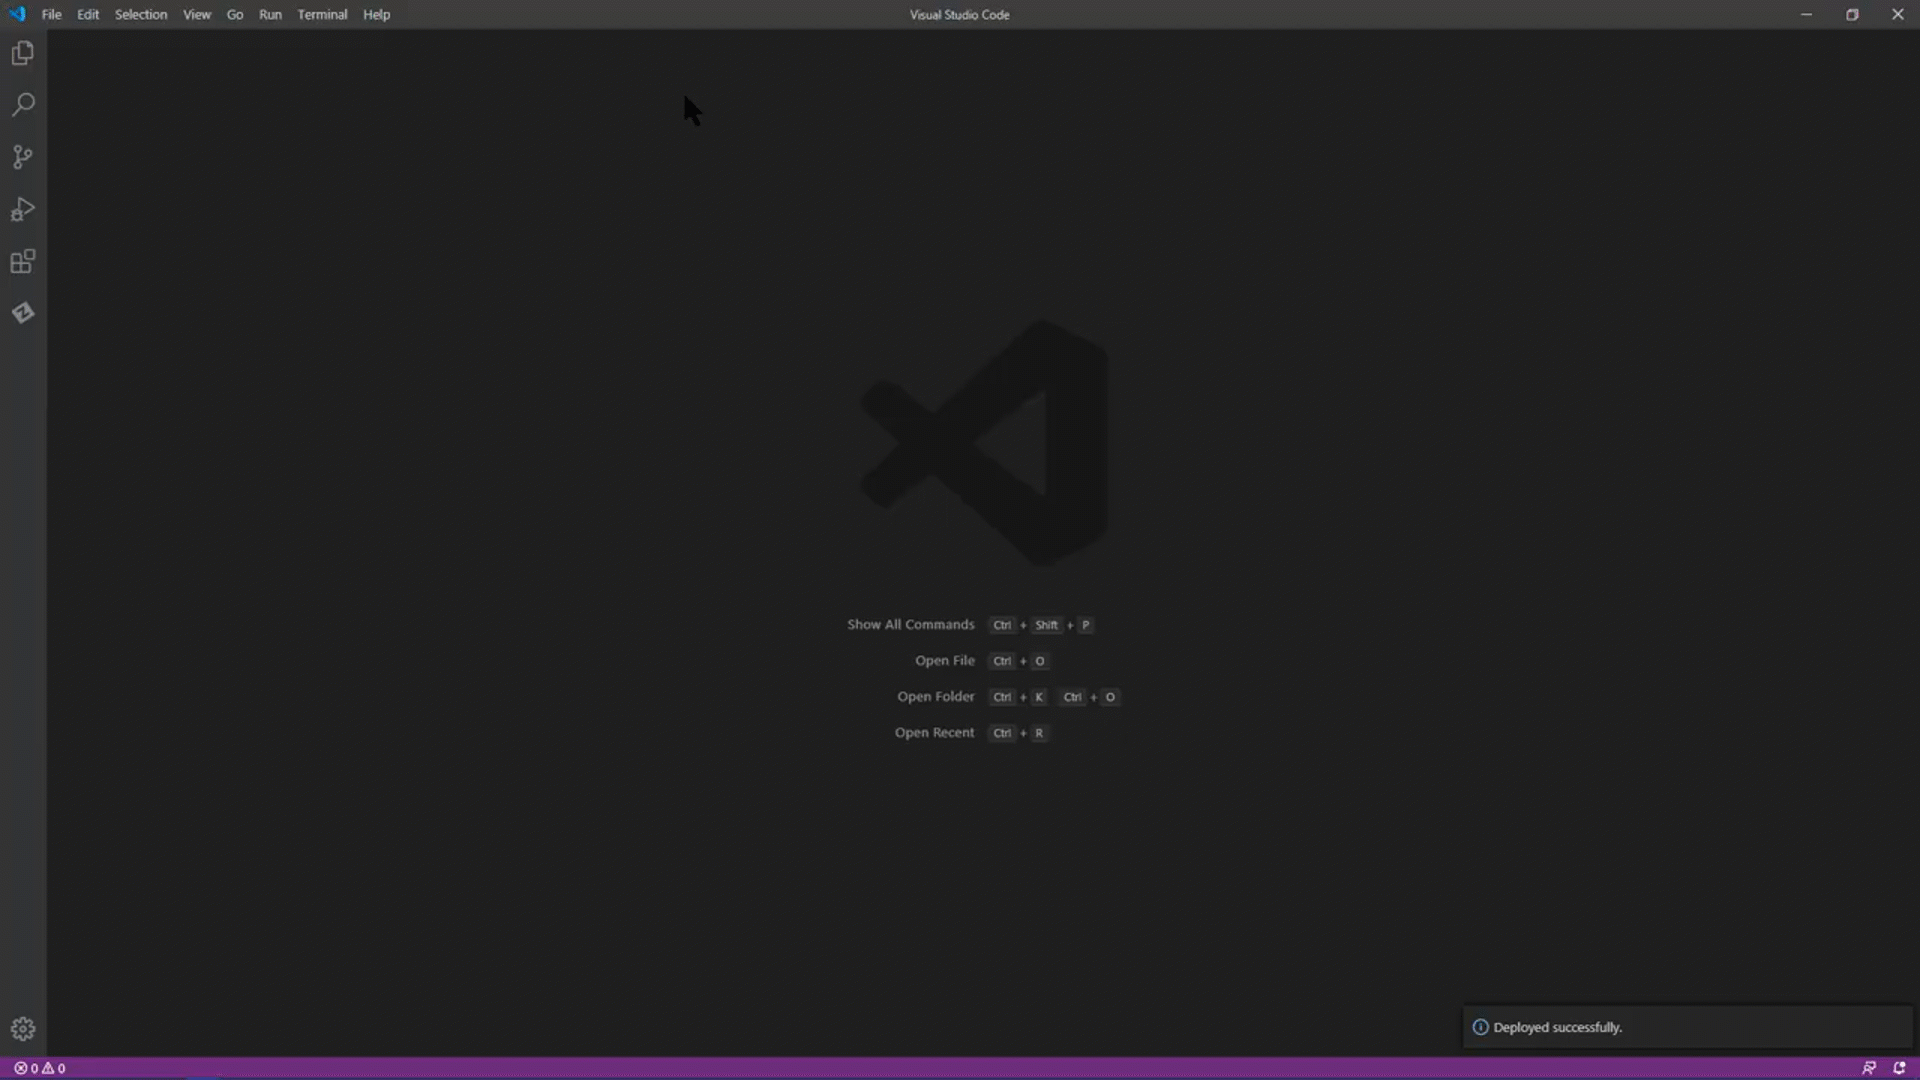 File Edit Selection View Go Run Terminal Help
Visual Studio Code
Show All Commands Ctrl + Shift + P
Open File Ctrl + O
Open Folder Ctrl + K Ctrl + O
Open Recent Ctrl + R
Deployed successfully.
0 0